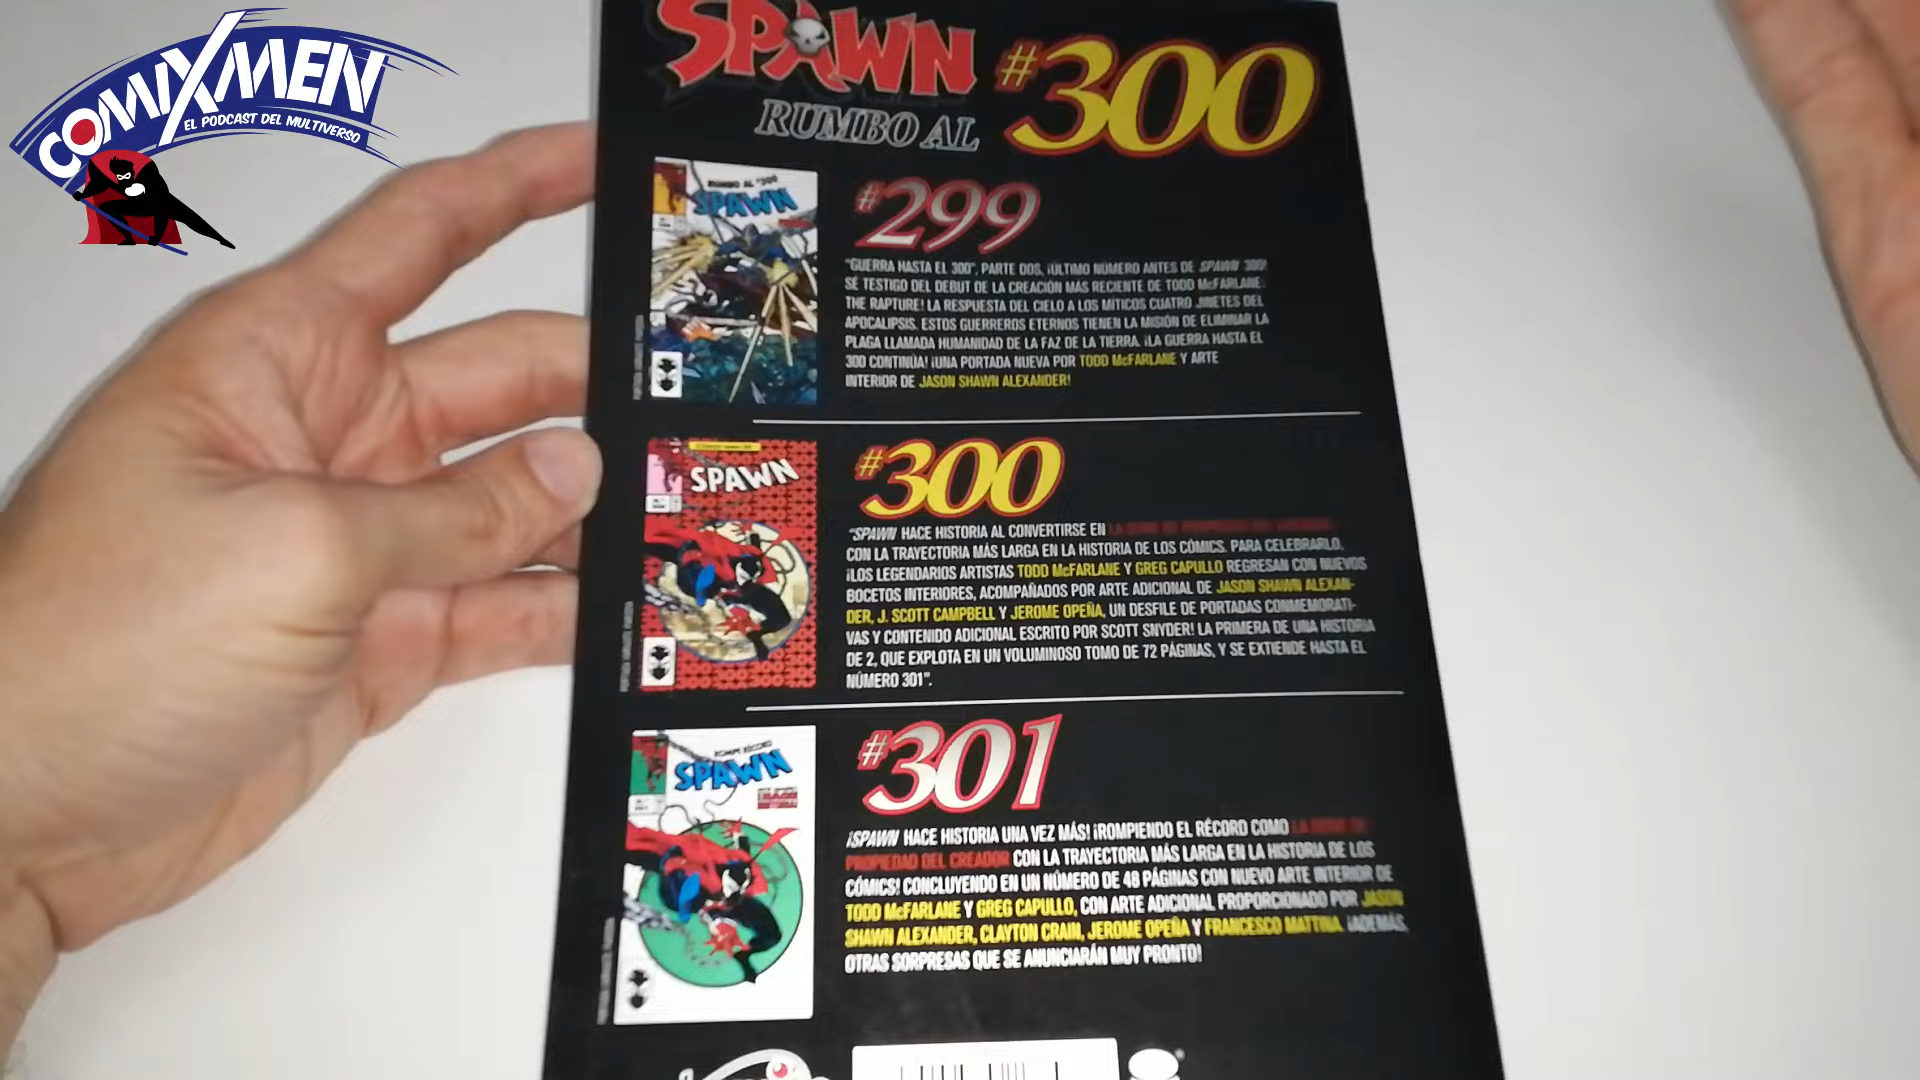 COMIXMEN
EL PODCAST DEL MULTIVERSO
SPAWN
RUMBO AL
#300
RUMBO AL #300
SPAWN
#299
"GUERRA HASTA EL 300", PARTE DOS, ¡ÚLTIMO NÚMERO ANTES DE SPAWN 300!
SÉ TESTIGO DEL DEBUT DE LA CREACIÓN MÁS RECIENTE DE TODD McFARLANE:
THE RAPTURE! LA RESPUESTA DEL CIELO A LOS MÍTICOS CUATRO JINETES DEL
APOCALIPSIS. ESTOS GUERREROS ETERNOS TIENEN LA MISIÓN DE ELIMINAR LA
PLAGA LLAMADA HUMANIDAD DE LA FAZ DE LA TIERRA. ¡LA GUERRA HASTA EL
300 CONTINÚA! ¡UNA PORTADA NUEVA POR TODD McFARLANE Y ARTE
INTERIOR DE JASON SHAWN ALEXANDER!
SPAWN
#300
"SPAWN HACE HISTORIA AL CONVERTIRSE EN
CON LA TRAYECTORIA MÁS LARGA EN LA HISTORIA DE LOS CÓMICS. PARA CELEBRARLO,
¡LOS LEGENDARIOS ARTISTAS TODD McFARLANE Y GREG CAPULLO REGRESAN CON NUEVOS
BOCETOS INTERIORES, ACOMPAÑADOS POR ARTE ADICIONAL DE JASON SHAWN ALEXAN-
DER, J. SCOTT CAMPBELL Y JEROME OPEÑA, UN DESFILE DE PORTADAS CONMEMORATI-
VAS Y CONTENIDO ADICIONAL ESCRITO POR SCOTT SNYDER! LA PRIMERA DE UNA HISTORIA
DE 2, QUE EXPLOTA EN UN VOLUMINOSO TOMO DE 72 PÁGINAS, Y SE EXTIENDE HASTA EL
NÚMERO 301".
ROMPE RÉCORD
SPAWN
#301
¡SPAWN HACE HISTORIA UNA VEZ MÁS! ¡ROMPIENDO EL RÉCORD COMO LA SERIE DE
PROPIEDAD DEL CREADOR CON LA TRAYECTORIA MÁS LARGA EN LA HISTORIA DE LOS
CÓMICS! CONCLUYENDO EN UN NÚMERO DE 48 PÁGINAS CON NUEVO ARTE INTERIOR DE
TODD McFARLANE Y GREG CAPULLO, CON ARTE ADICIONAL PROPORCIONADO POR JASON
SHAWN ALEXANDER, CLAYTON CRAIN, JEROME OPEÑA Y FRANCESCO MATTINA. ¡ADEMÁS,
OTRAS SORPRESAS QUE SE ANUNCIARÁN MUY PRONTO!